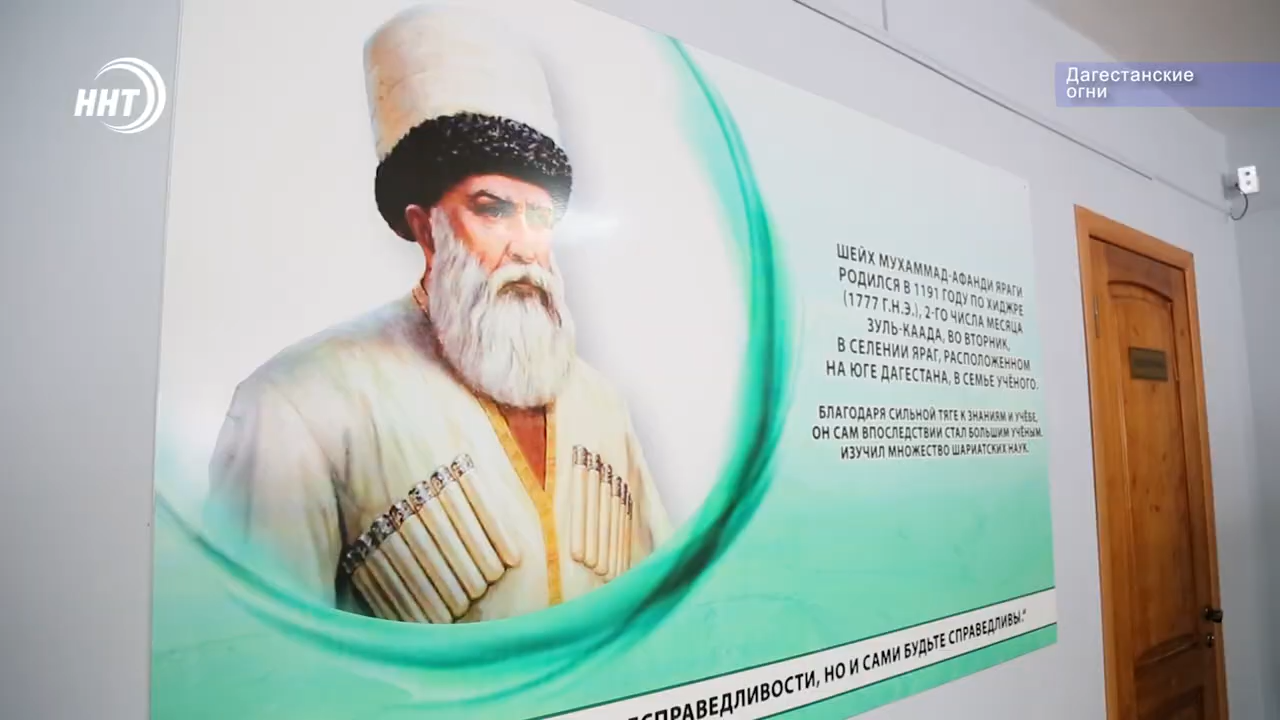 ННТ
Дагестанские
огни
ШЕЙХ МУХАММАД-АФАНДИ ЯРАГИ
РОДИЛСЯ В 1191 ГОДУ ПО ХИДЖРЕ
(1777 Г.Н.Э.), 2-ГО ЧИСЛА МЕСЯЦА
ЗУЛЬ-КААДА, ВО ВТОРНИК,
В СЕЛЕНИИ ЯРАГ, РАСПОЛОЖЕННОМ
НА ЮГЕ ДАГЕСТАНА, В СЕМЬЕ УЧЁНОГО.
БЛАГОДАРЯ СИЛЬНОЙ ТЯГЕ К ЗНАНИЯМ И УЧЁБЕ,
ОН САМ ВПОСЛЕДСТВИИ СТАЛ БОЛЬШИМ УЧЁНЫМ.
ИЗУЧИЛ МНОЖЕСТВО ШАРИАТСКИХ НАУК.
СПРАВЕДЛИВОСТИ, НО И САМИ БУДЬТЕ СПРАВЕДЛИВЫ."